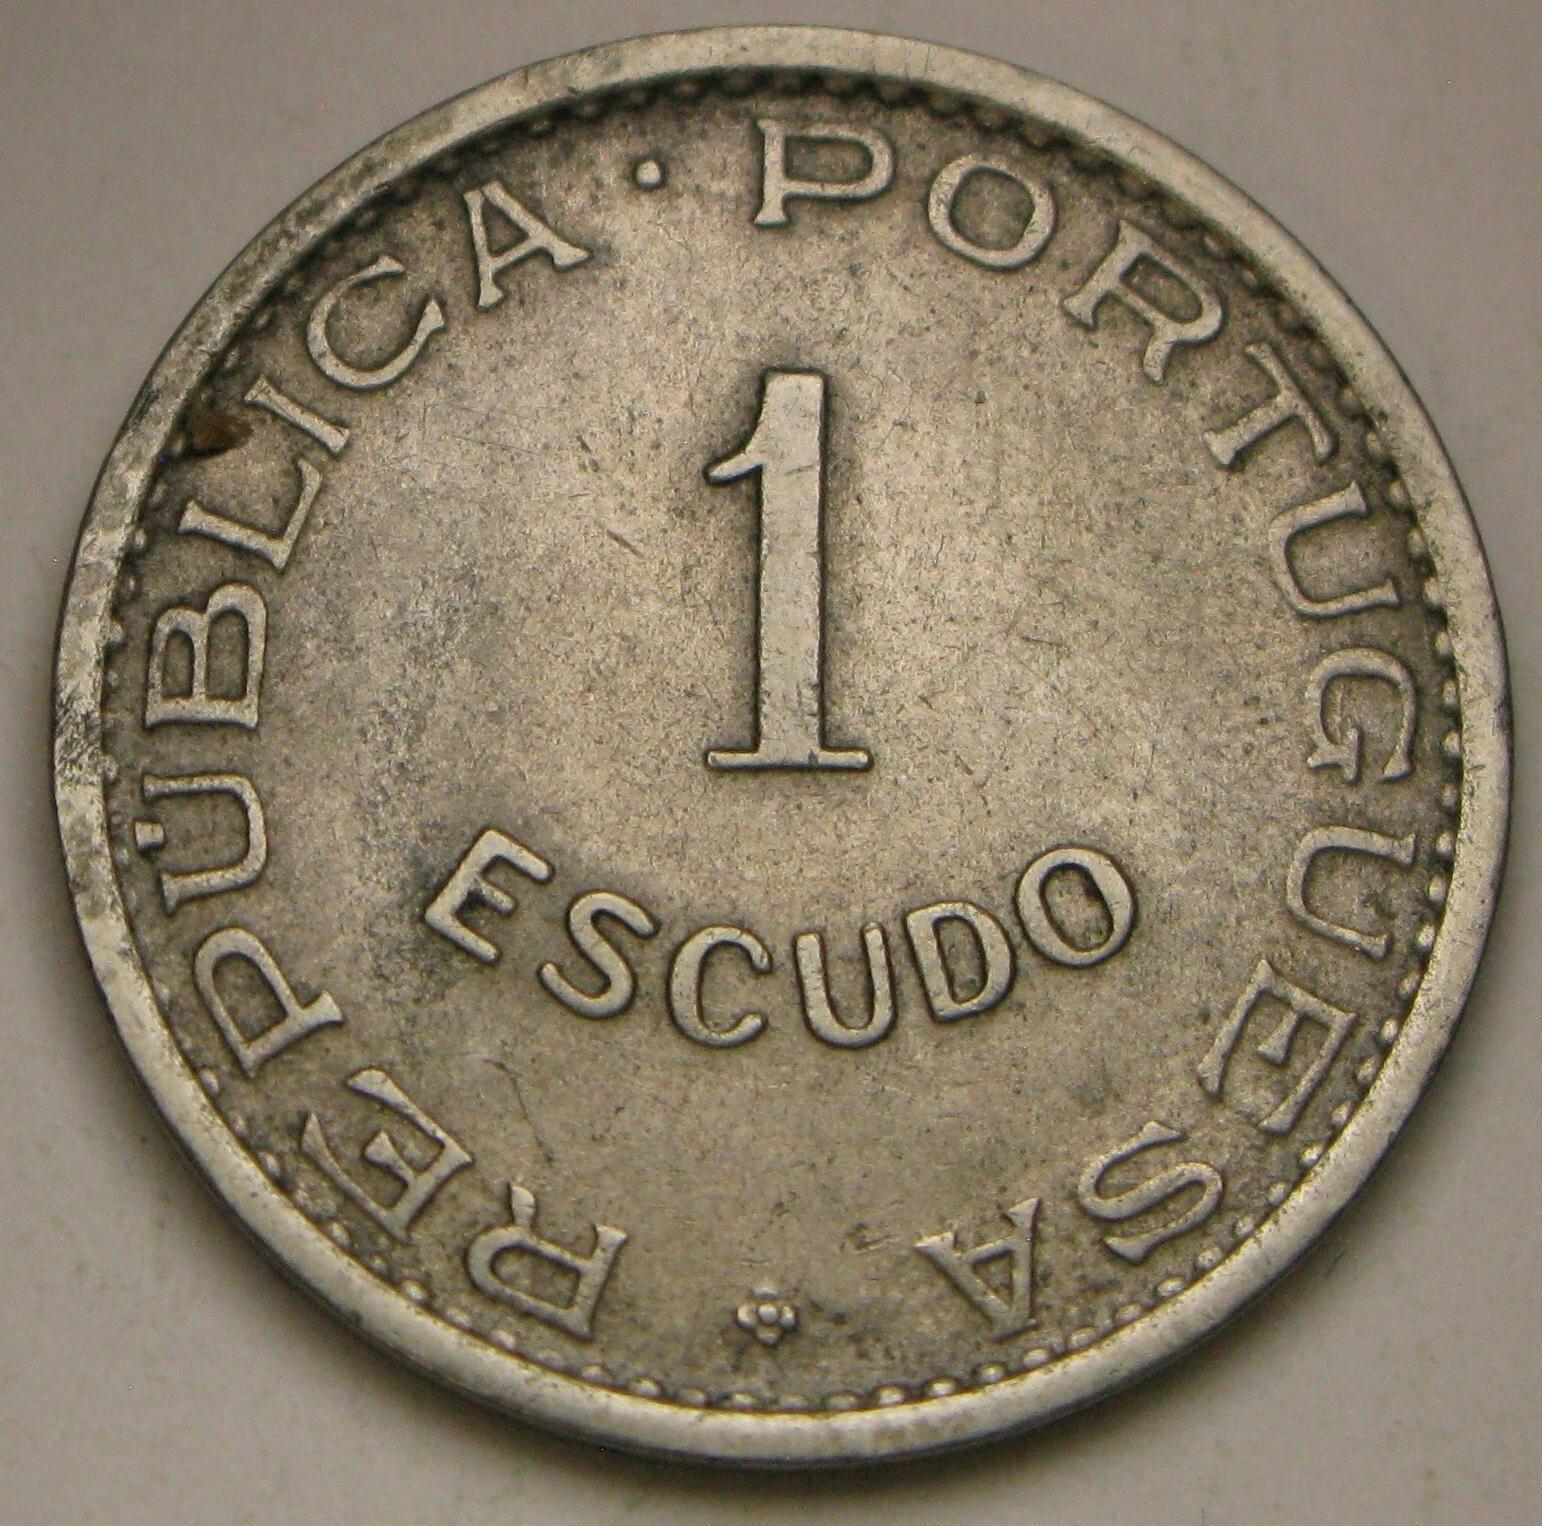 REPÚBLICA · PORTUGUESA
1
ESCUDO